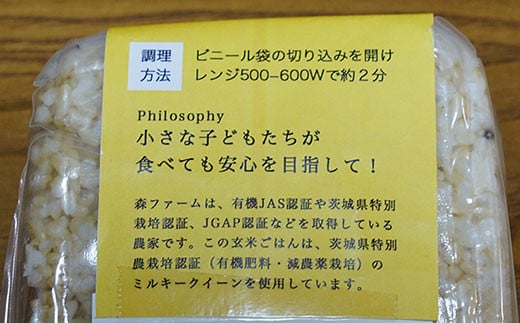 調理
方法
ビニール袋の切り込みを開け
レンジ500−600Wで約2分
Philosophy
小さな子どもたちが
食べても安心を目指して！
森ファームは、有機JAS認証や茨城県特別
栽培認証、JGAP認証などを取得している
農家です。この玄米ごはんは、茨城県特別
農栽培認証（有機肥料・減農薬栽培）の
ミルキークイーンを使用しています。